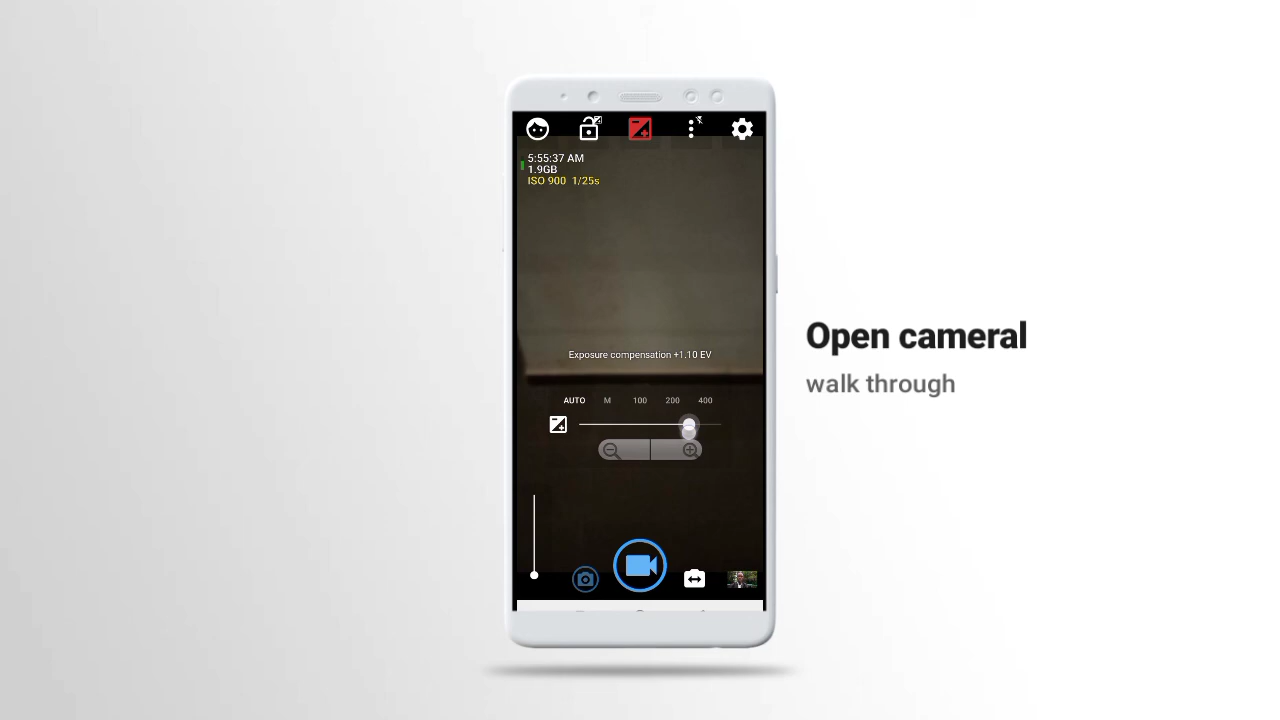 5:55:37 AM
1.9GB
ISO 900 1/25s
Exposure compensation +1.10 EV
AUTO M 100 200 400
Open cameral
walk through